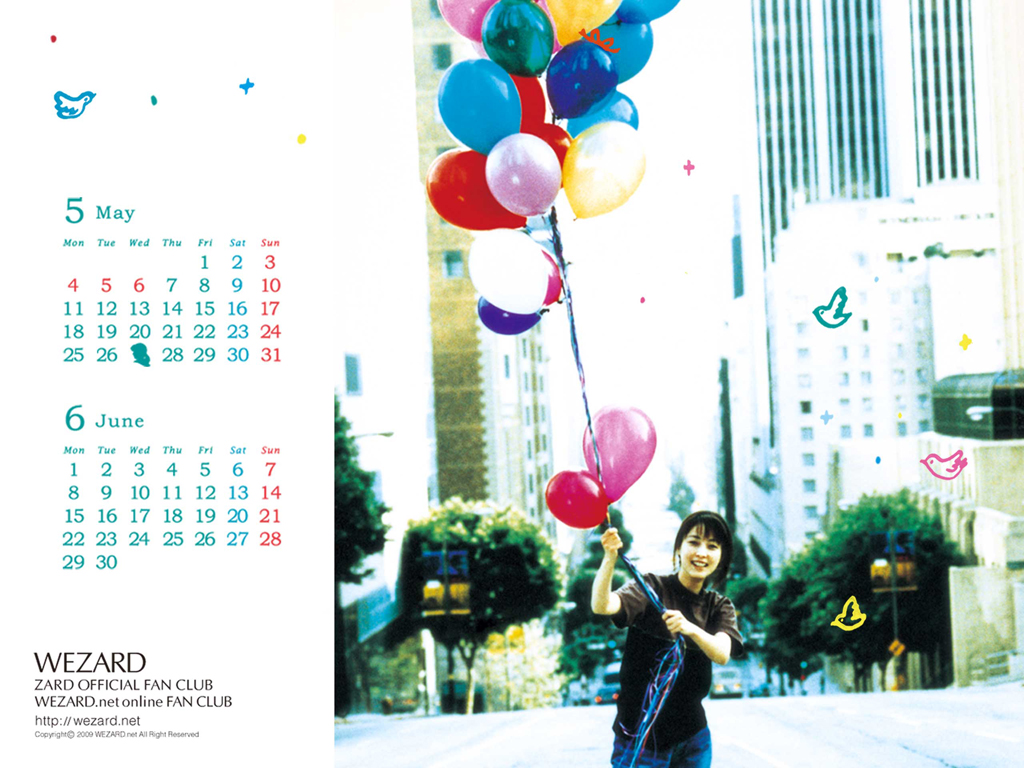 5 May
Mon Tue Wed Thu Fri Sat Sun
1 2 3
4 5 6 7 8 9 10
11 12 13 14 15 16 17
18 19 20 21 22 23 24
25 26 28 29 30 31
6 June
Mon Tue Wed Thu Fri Sat Sun
1 2 3 4 5 6 7
8 9 10 11 12 13 14
15 16 17 18 19 20 21
22 23 24 25 26 27 28
29 30
WEZARD
ZARD OFFICIAL FAN CLUB
WEZARD.net online FAN CLUB
http://wezard.net
Copyright© 2009 WEZARD.net All Right Reserved